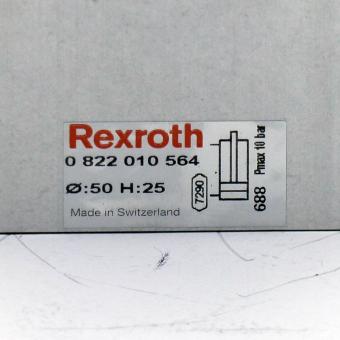 Rexroth
0 822 010 564
Ø:50 H:25
Made in Switzerland
7290
688
Pmax 10 bar